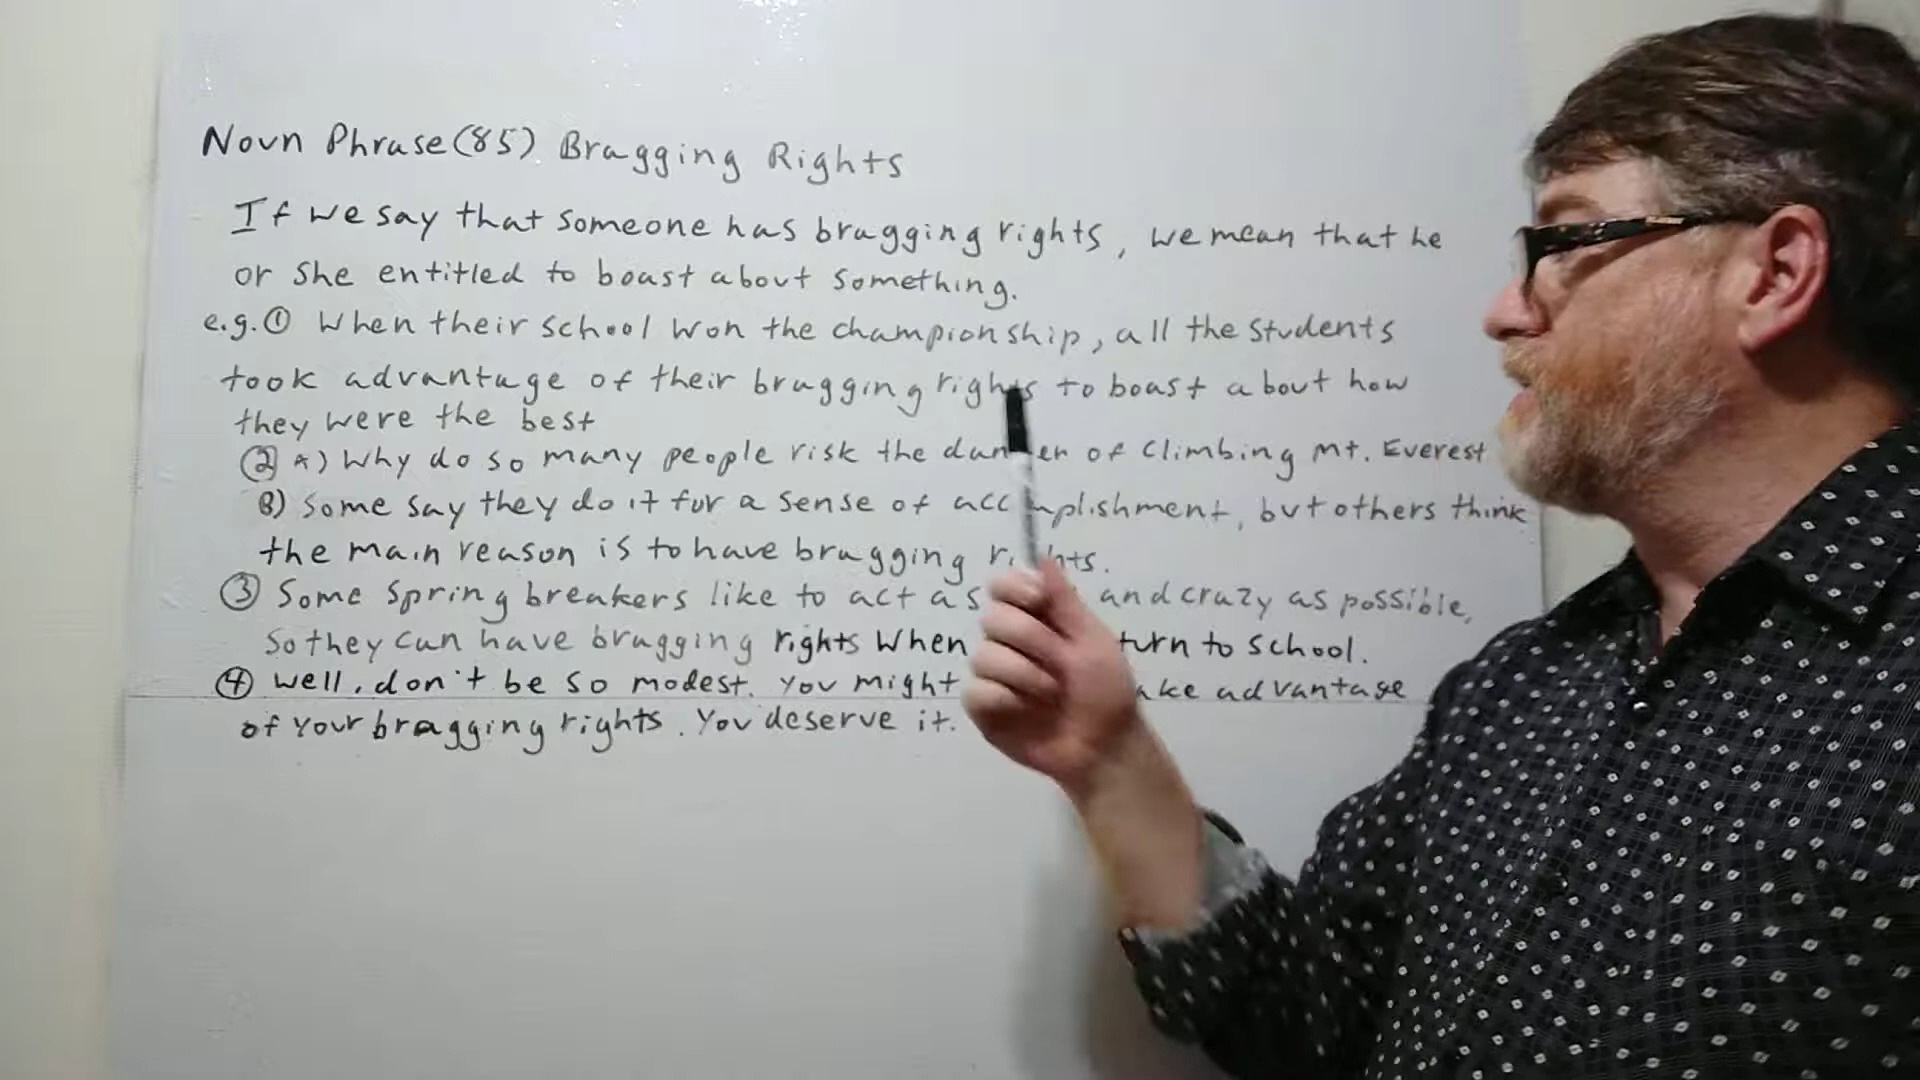 Noun Phrase (85) Bragging Rights
If we say that someone has bragging rights, we mean that he
or she entitled to boast about something.
e.g. ① When their school won the championship, all the students
took advantage of their bragging rights to boast about how
they were the best
② A) Why do so many people risk the of climbing Mt. Everest
B) Some say they do it for a sense of, but others think
the main reason is to have bragging.
③ Some Spring breakers like to act as and crazy as possible,
so they can have bragging rights when to school.
④ Well, don't be so modest. You might advantage
of your bragging rights. You deserve it.